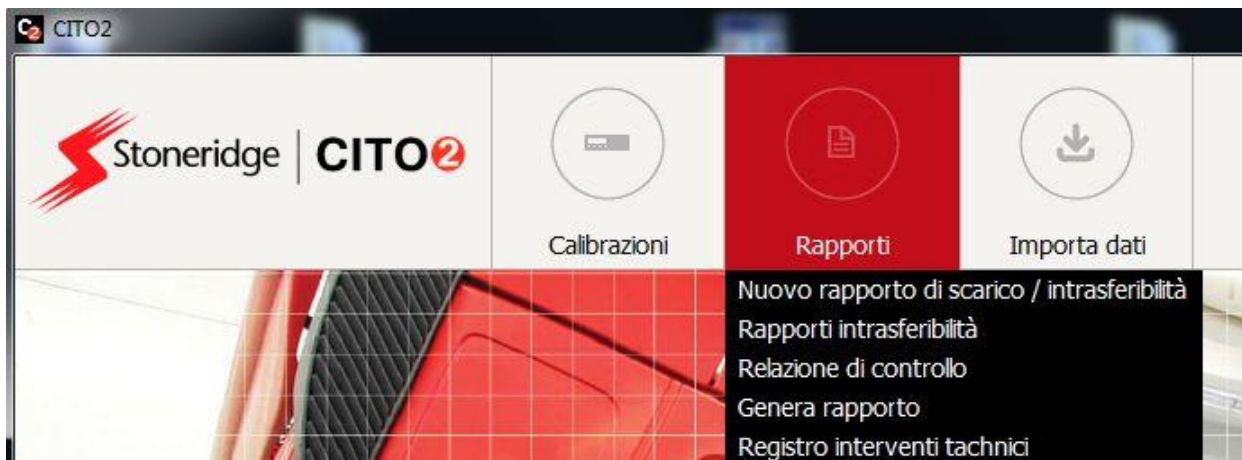 C2 CITO2
Stoneridge | CITO2
Calibrazioni
Rapporti
Importa dati
Nuovo rapporto di scarico / intrasferibilità
Rapporti intrasferibilità
Relazione di controllo
Genera rapporto
Registro interventi tachnici